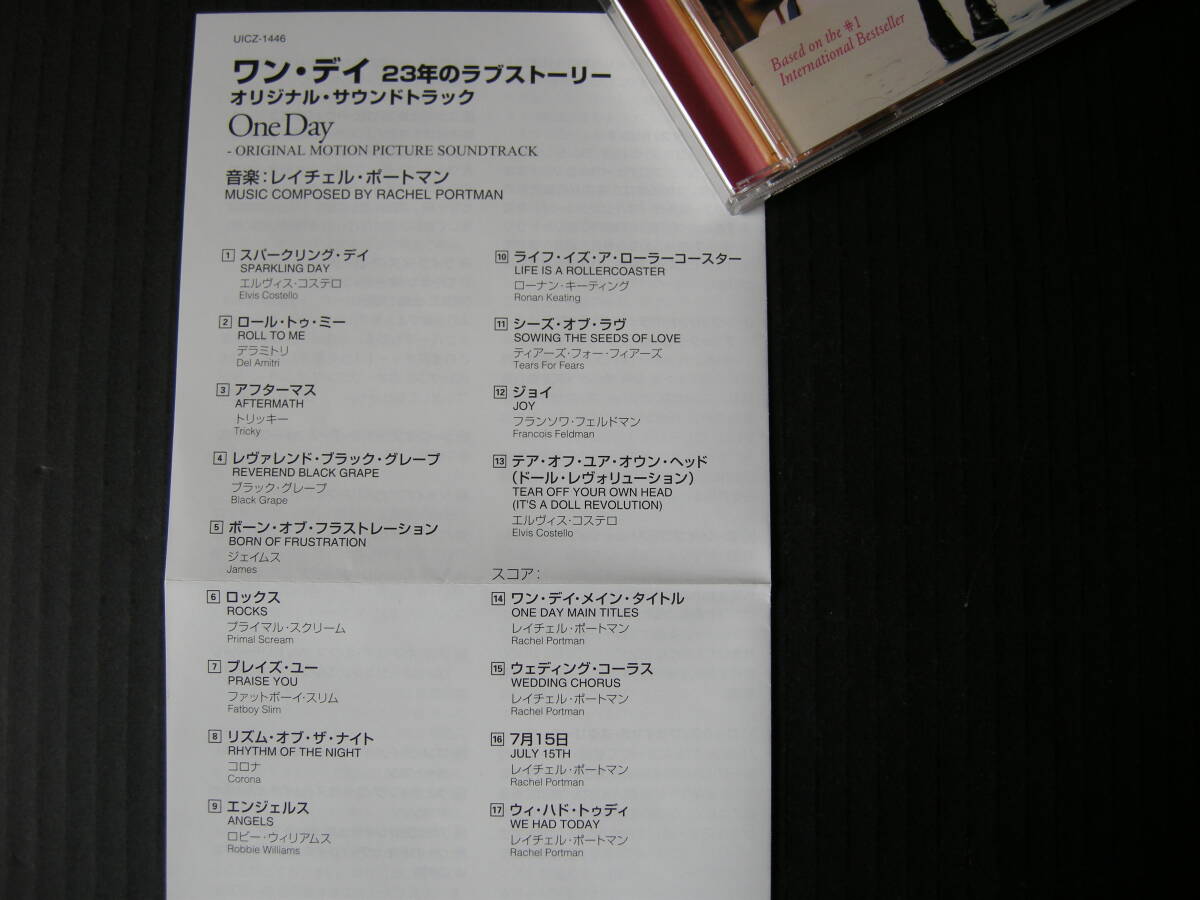 UICZ-1446
ワン・デイ 23年のラブストーリー
オリジナル・サウンドトラック
One Day
- ORIGINAL MOTION PICTURE SOUNDTRACK
音楽:レイチェル・ポートマン
MUSIC COMPOSED BY RACHEL PORTMAN
1 スパークリング・デイ
SPARKLING DAY
エルヴィス・コステロ
Elvis Costello
2 ロール・トゥ・ミー
ROLL TO ME
デラミトリ
Del Amitri
3 アフターマス
AFTERMATH
トリッキー
Tricky
4 レヴァレンド・ブラック・グレープ
REVEREND BLACK GRAPE
ブラック・グレープ
Black Grape
5 ボーン・オブ・フラストレーション
BORN OF FRUSTRATION
ジェイムス
James
6 ロックス
ROCKS
プライマル・スクリーム
Primal Scream
7 プレイズ・ユー
PRAISE YOU
ファットボーイ・スリム
Fatboy Slim
8 リズム・オブ・ザ・ナイト
RHYTHM OF THE NIGHT
コロナ
Corona
9 エンジェルス
ANGELS
ロビー・ウィリアムス
Robbie Williams
10 ライフ・イズ・ア・ローラーコースター
LIFE IS A ROLLERCOASTER
ローナン・キーティング
Ronan Keating
11 シーズ・オブ・ラヴ
SOWING THE SEEDS OF LOVE
ティアーズ・フォー・フィアーズ
Tears For Fears
12 ジョイ
JOY
フランソワ・フェルドマン
Francois Feldman
13 テア・オフ・ユア・オウン・ヘッド
(ドール・レヴォリューション)
TEAR OFF YOUR OWN HEAD
(IT'S A DOLL REVOLUTION)
エルヴィス・コステロ
Elvis Costello
スコア:
14 ワン・デイ・メイン・タイトル
ONE DAY MAIN TITLES
レイチェル・ポートマン
Rachel Portman
15 ウェディング・コーラス
WEDDING CHORUS
レイチェル・ポートマン
Rachel Portman
16 7月15日
JULY 15TH
レイチェル・ポートマン
Rachel Portman
17 ウィ・ハド・トゥデイ
WE HAD TODAY
レイチェル・ポートマン
Rachel Portman
Based on the #1
International Bestseller